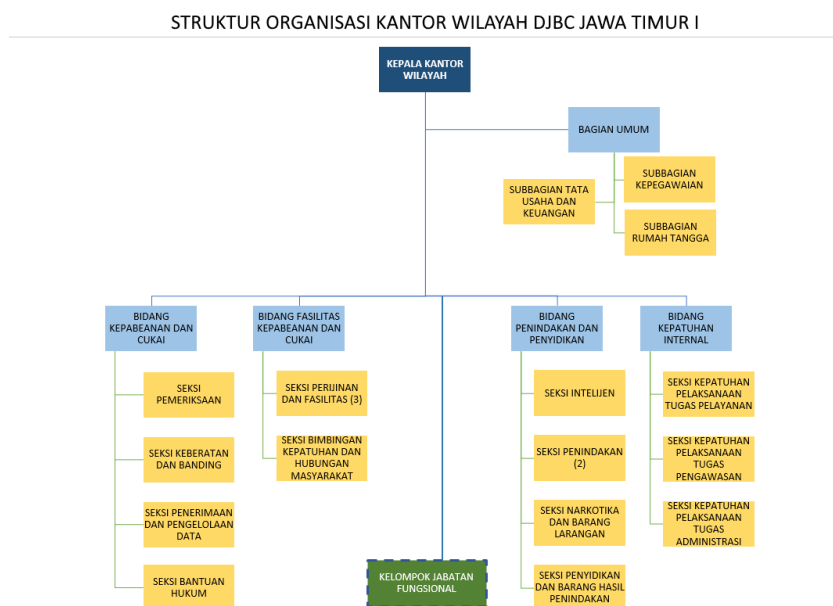 STRUKTUR ORGANISASI KANTOR WILAYAH DJBC JAWA TIMUR I
KEPALA KANTOR
WILAYAH
BAGIAN UMUM
SUBBAGIAN TATA
USAHA DAN
KEUANGAN
SUBBAGIAN
KEPEGAWAIAN
SUBBAGIAN
RUMAH TANGGA
BIDANG
KEPABEANAN DAN
CUKAI
SEKSI
PEMERIKSAAN
SEKSI KEBERATAN
DAN BANDING
SEKSI PENERIMAAN
DAN PENGELOLAAN
DATA
SEKSI BANTUAN
HUKUM
BIDANG FASILITAS
KEPABEANAN DAN
CUKAI
SEKSI PERIJINAN
DAN FASILITAS (3)
SEKSI BIMBINGAN
KEPATUHAN DAN
HUBUNGAN
MASYARAKAT
KELOMPOK JABATAN
FUNGSIONAL
BIDANG
PENINDAKAN DAN
PENYIDIKAN
SEKSI INTELIJEN
SEKSI PENINDAKAN
(2)
SEKSI NARKOTIKA
DAN BARANG
LARANGAN
SEKSI PENYIDIKAN
DAN BARANG HASIL
PENINDAKAN
BIDANG
KEPATUHAN
INTERNAL
SEKSI KEPATUHAN
PELAKSANAAN
TUGAS PELAYANAN
SEKSI KEPATUHAN
PELAKSANAAN
TUGAS
PENGAWASAN
SEKSI KEPATUHAN
PELAKSANAAN
TUGAS
ADMINISTRASI